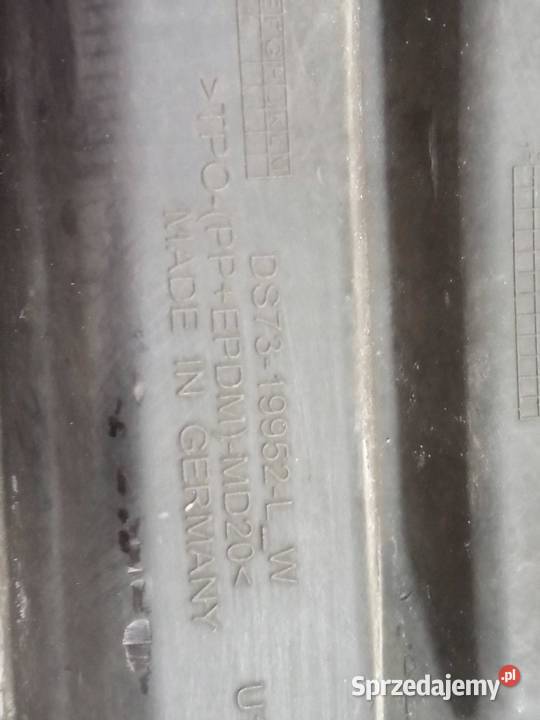 DS73-19952-L_W
>TPO-(PP+EPDM)-MD20<
MADE IN GERMANY
Sprzedajemy.pl